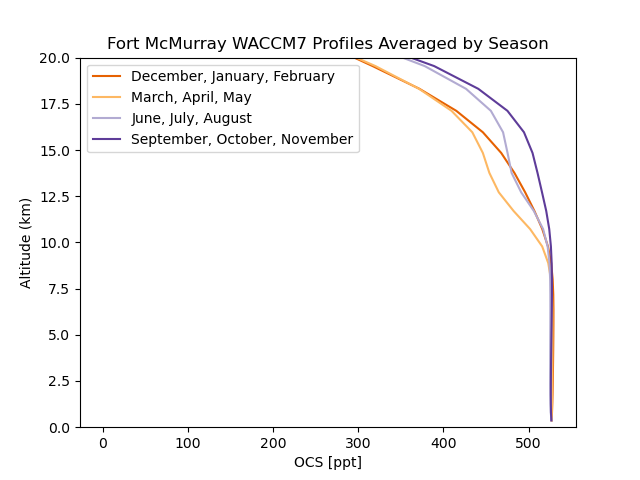 Fort McMurray WACCM7 Profiles Averaged by Season
December, January, February
March, April, May
June, July, August
September, October, November
Altitude (km)
20.0
17.5
15.0
12.5
10.0
7.5
5.0
2.5
0.0
0 100 200 300 400 500
OCS [ppt]